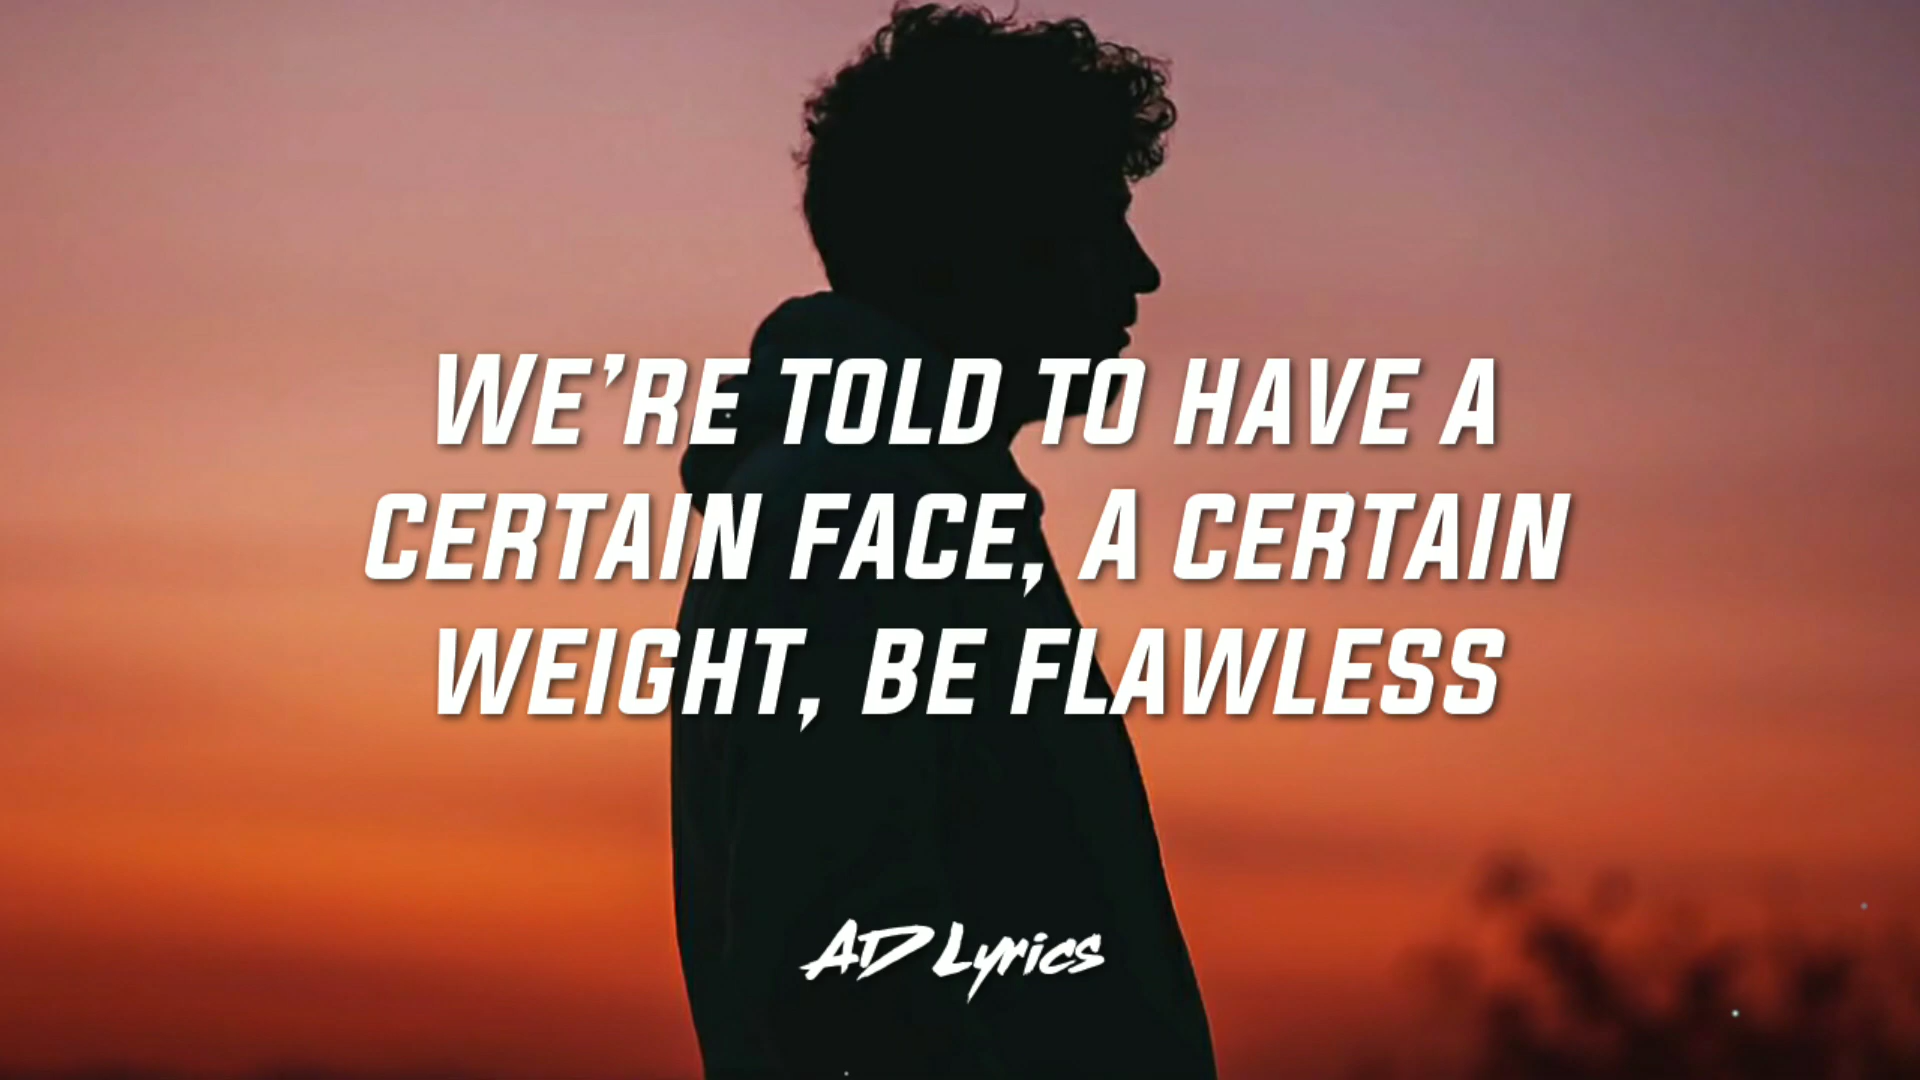 WE'RE TOLD TO HAVE A
CERTAIN FACE, A CERTAIN
WEIGHT, BE FLAWLESS
AD Lyrics